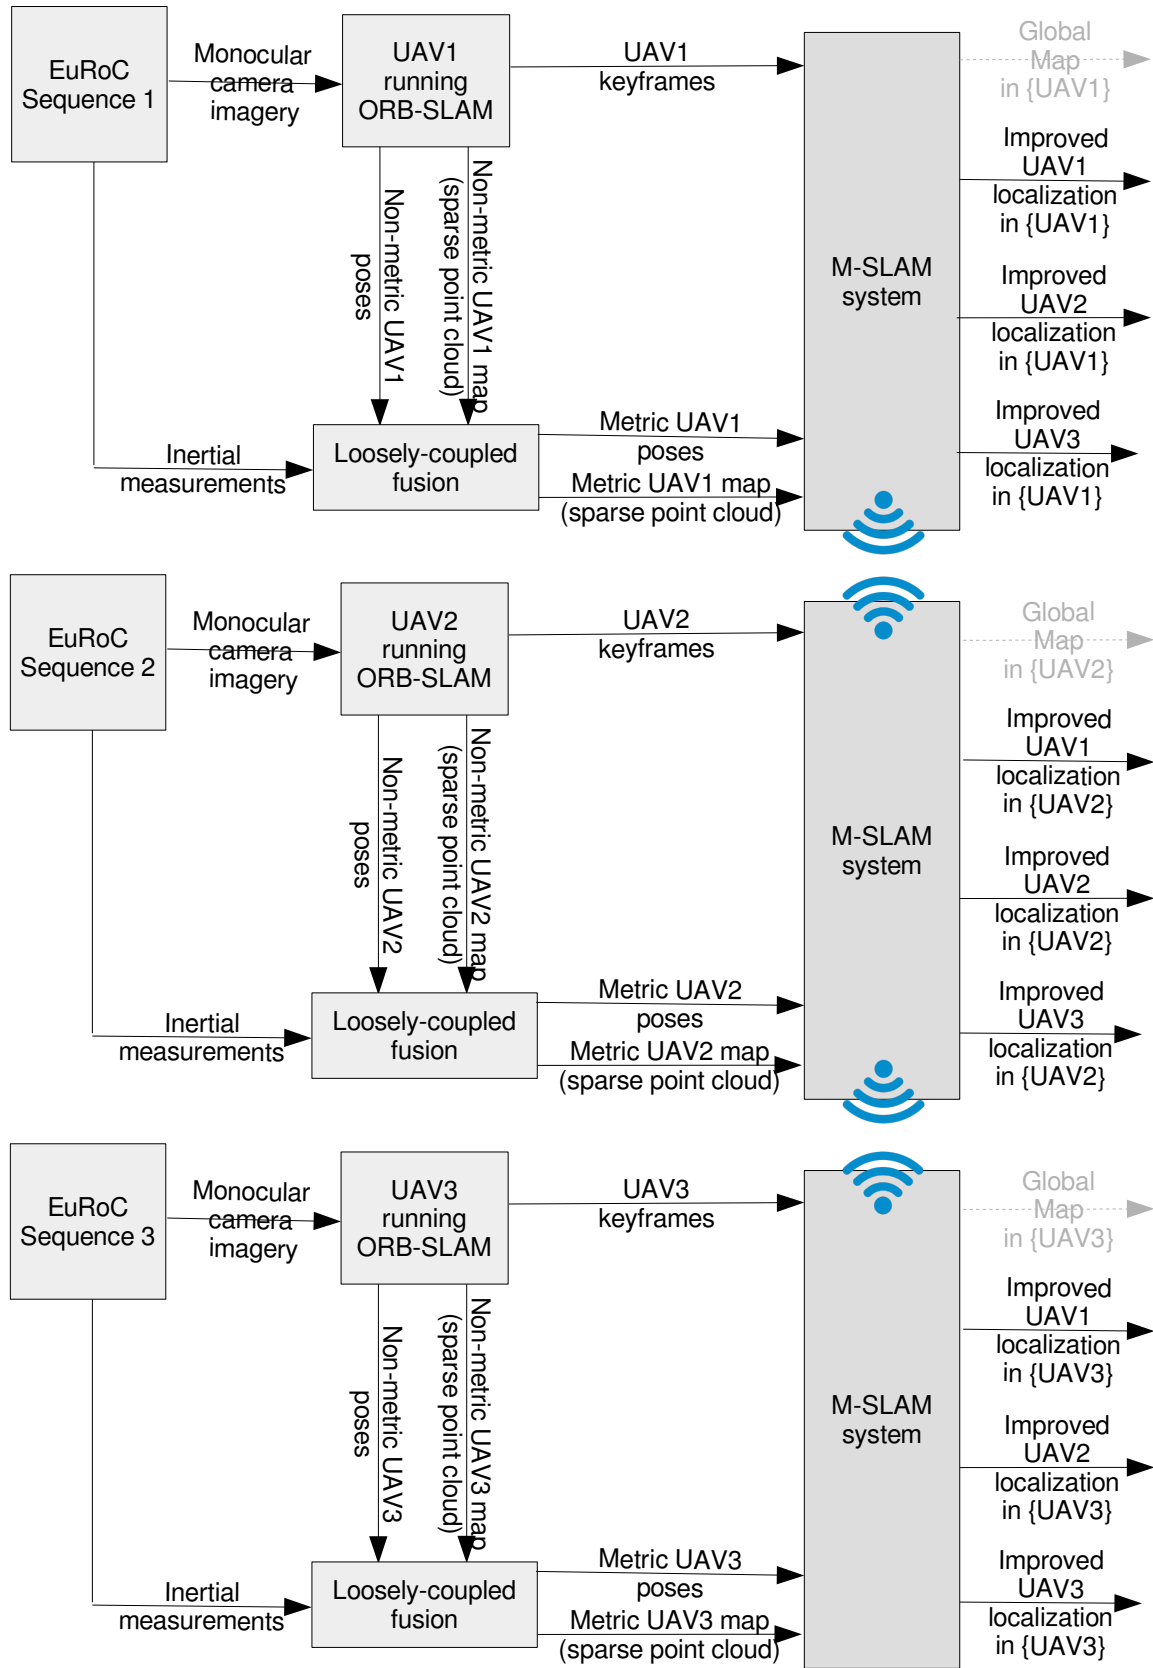 EuRoC
Sequence 1
Monocular
camera
imagery
UAV1
running
ORB-SLAM
UAV1
keyframes
Global
Map
in {UAV1}
Improved
UAV1
localization
in {UAV1}
Non-metric UAV1
poses
Non-metric UAV1 map
(sparse point cloud)
M-SLAM
system
Improved
UAV2
localization
in {UAV1}
Inertial
measurements
Loosely-coupled
fusion
Metric UAV1
poses
Metric UAV1 map
(sparse point cloud)
Improved
UAV3
localization
in {UAV1}
EuRoC
Sequence 2
Monocular
camera
imagery
UAV2
running
ORB-SLAM
UAV2
keyframes
Global
Map
in {UAV2}
Improved
UAV1
localization
in {UAV2}
Non-metric UAV2
poses
Non-metric UAV2 map
(sparse point cloud)
M-SLAM
system
Improved
UAV2
localization
in {UAV2}
Inertial
measurements
Loosely-coupled
fusion
Metric UAV2
poses
Metric UAV2 map
(sparse point cloud)
Improved
UAV3
localization
in {UAV2}
EuRoC
Sequence 3
Monocular
camera
imagery
UAV3
running
ORB-SLAM
UAV3
keyframes
Global
Map
in {UAV3}
Improved
UAV1
localization
in {UAV3}
Non-metric UAV3
poses
Non-metric UAV3 map
(sparse point cloud)
M-SLAM
system
Improved
UAV2
localization
in {UAV3}
Inertial
measurements
Loosely-coupled
fusion
Metric UAV3
poses
Metric UAV3 map
(sparse point cloud)
Improved
UAV3
localization
in {UAV3}